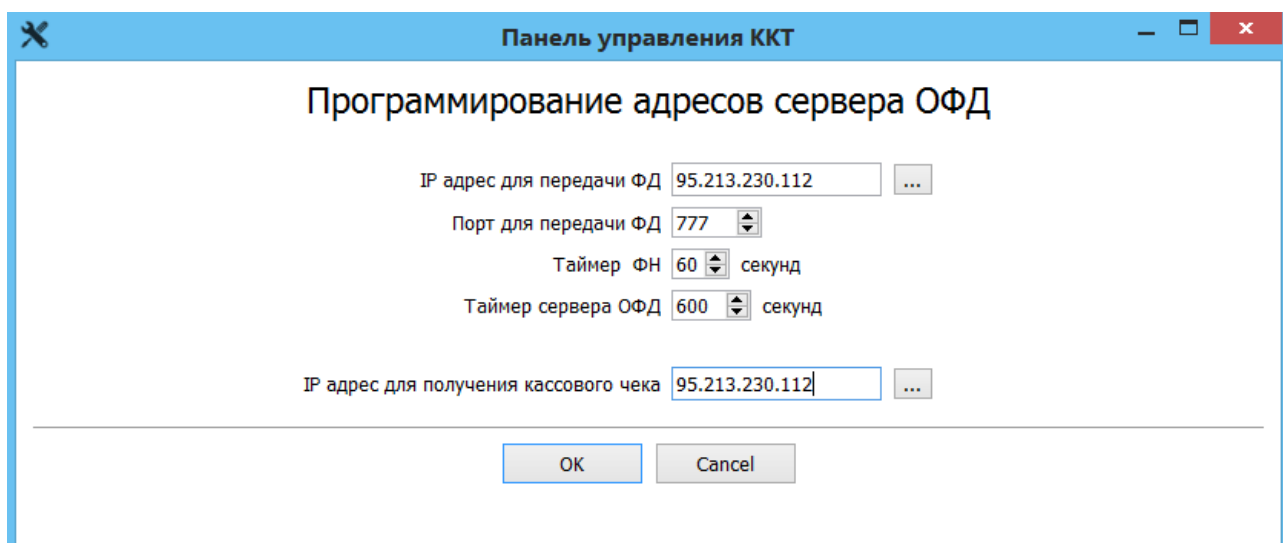 Панель управления ККТ
Программирование адресов сервера ОФД
IP адрес для передачи ФД 95.213.230.112 ...
Порт для передачи ФД 777
Таймер ФН 60 секунд
Таймер сервера ОФД 600 секунд
IP адрес для получения кассового чека 95.213.230.112 ...
OK Cancel